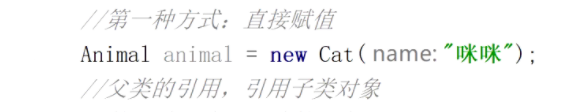 //第一种方式：直接赋值
Animal animal = new Cat( name: "咪咪");
//父类的引用，引用子类对象